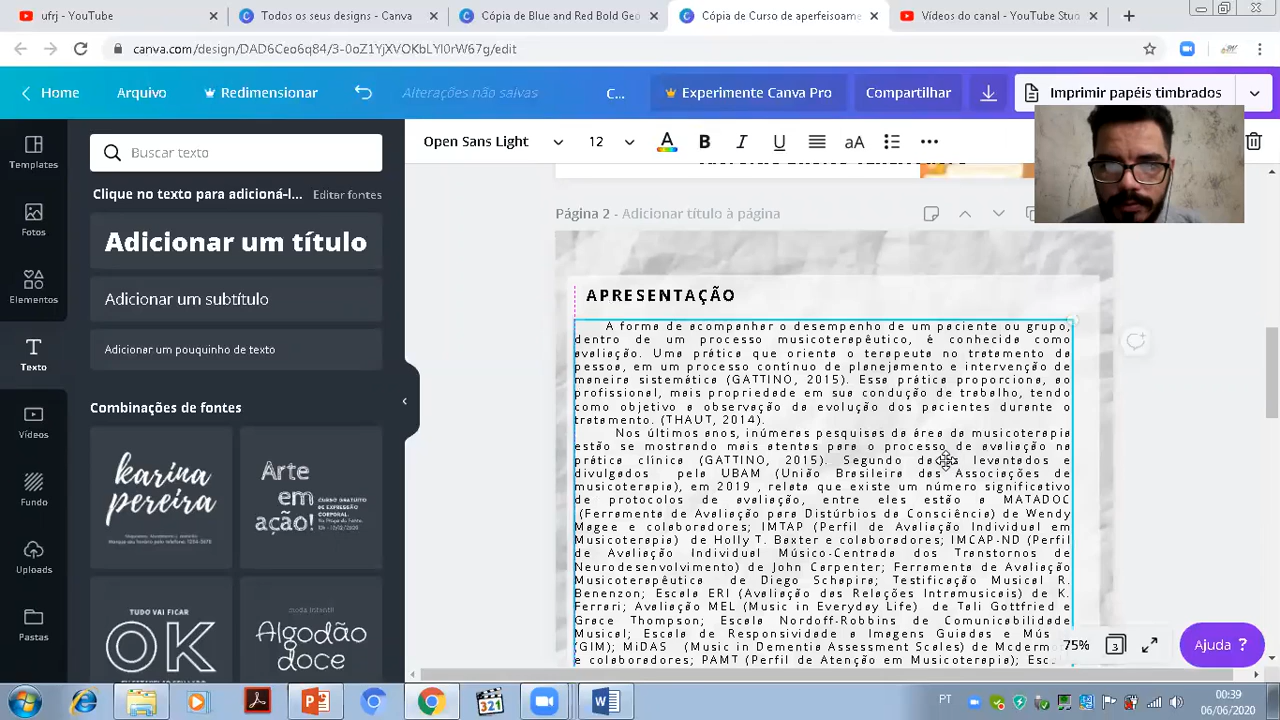 ufrj - YouTube
Todos os seus designs - Canva
Cópia de Blue and Red Bold Geo
Cópia de Curso de aperfeiçoame
Vídeos do canal - YouTube Stud
canva.com/design/DAD6Ceo6q84/3-0oZ1YjXVOKbLYl0rW67g/edit
Home
Arquivo
Redimensionar
Alterações não salvas
C...
Experimente Canva Pro
Compartilhar
Imprimir papéis timbrados
Templates
Fotos
Elementos
Texto
Vídeos
Fundo
Uploads
Pastas
Buscar texto
Clique no texto para adicioná-l...
Editar fontes
Adicionar um título
Adicionar um subtítulo
Adicionar um pouquinho de texto
Combinações de fontes
karina
pereira
Arte
em
ação!
CURSO GRATUITO
DE EXPRESSÃO
CORPORAL
TUDO VAI FICAR
OK
moda infantil
Algodão
doce
Open Sans Light
12
A
B
I
U
aA
Página 2 - Adicionar título à página
APRESENTAÇÃO
A forma de acompanhar o desempenho de um paciente ou grupo,
dentro de um processo musicoterapêutico, é conhecida como
avaliação. Uma prática que orienta o terapeuta no tratamento da
pessoa, em um processo contínuo de planejamento e intervenção de
maneira sistemática (GATTINO, 2015). Essa prática proporciona, ao
profissional, mais propriedade em sua condução de trabalho, tendo
como objetivo a observação da evolução dos pacientes durante o
tratamento. (THAUT, 2014).
Nos últimos anos, inúmeras pesquisas da área da musicoterapia
estão se mostrando mais atentas para o processo de avaliação na
prática clínica (GATTINO, 2015). Segundo dados levantados e
divulgados pela UBAM (União Brasileira das Associações de
musicoterapia), em 2019 , relata que existe um número significativo
de protocolos de avaliação, entre eles estão a MATADOC
(Ferramenta de Avaliação para Distúrbios da Consciência) de Wendy
Magee e colaboradores; MTAP (Perfil de Avaliação Individual em
Musicoterapia) de Holly T. Baxter e colaboradores; IMCAP-ND (Perfil
de Avaliação Individual Músico-Centrada dos Transtornos de
Neurodesenvolvimento) de John Carpenter; Ferramenta de Avaliação
Musicoterapêutica de Diego Schapira; Testificação Musical R.
Benenzon; Escala ERI (Avaliação das Relações Intramusicais) de K.
Ferrari; Avaliação MEL (Music in Everyday Life) de Tali Gottfried e
Grace Thompson; Escala Nordoff-Robbins de Comunicabilidade
Musical; Escala de Responsividade a Imagens Guiadas e Mús
(GIM); MiDAS (Music in Dementia Assessment Scales) de Mcdermo
e colaboradores; PAMT (Perfil de Atenção em Musicoterapia); Esc.
75%
3
Ajuda ?
321
PT
00:39
06/06/2020